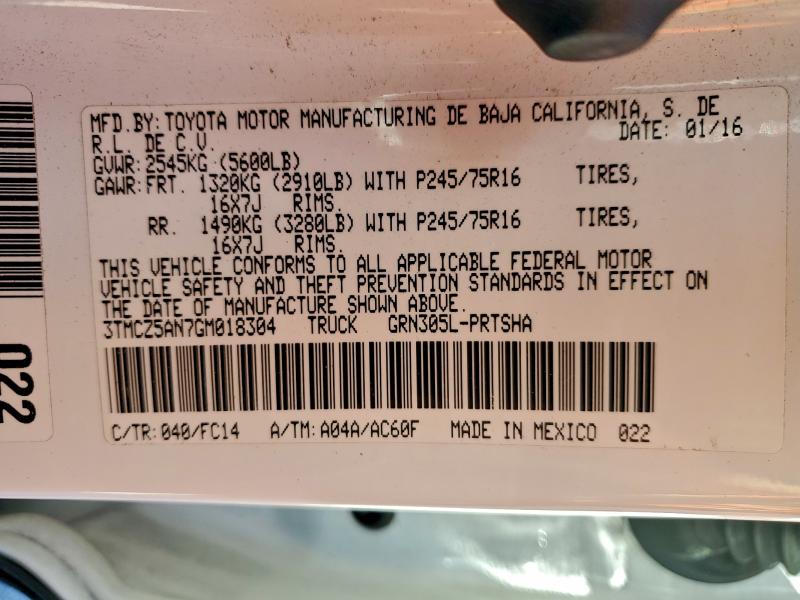 MFD. BY: TOYOTA MOTOR MANUFACTURING DE BAJA CALIFORNIA, S. DE
R.L. DE C.V. DATE: 01/16
GVWR: 2545KG (5600LB)
GAWR: FRT. 1320KG (2910LB) WITH P245/75R16 TIRES,
16X7J RIMS.
RR. 1490KG (3280LB) WITH P245/75R16 TIRES,
16X7J RIMS.
THIS VEHICLE CONFORMS TO ALL APPLICABLE FEDERAL MOTOR
VEHICLE SAFETY AND THEFT PREVENTION STANDARDS IN EFFECT ON
THE DATE OF MANUFACTURE SHOWN ABOVE.
3TMCZ5AN7GM018304 TRUCK GRN305L-PRTSHA
C/TR: 040/FC14 A/TM: A04A/AC60F MADE IN MEXICO 022
022